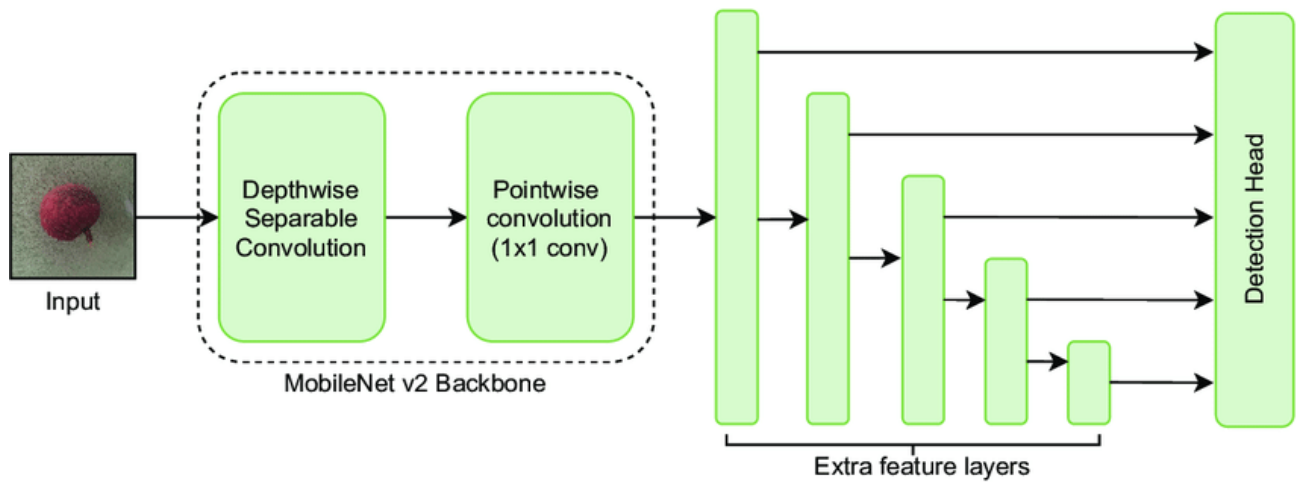 Input
Depthwise
Separable
Convolution
Pointwise
convolution
(1x1 conv)
MobileNet v2 Backbone
Extra feature layers
Detection Head